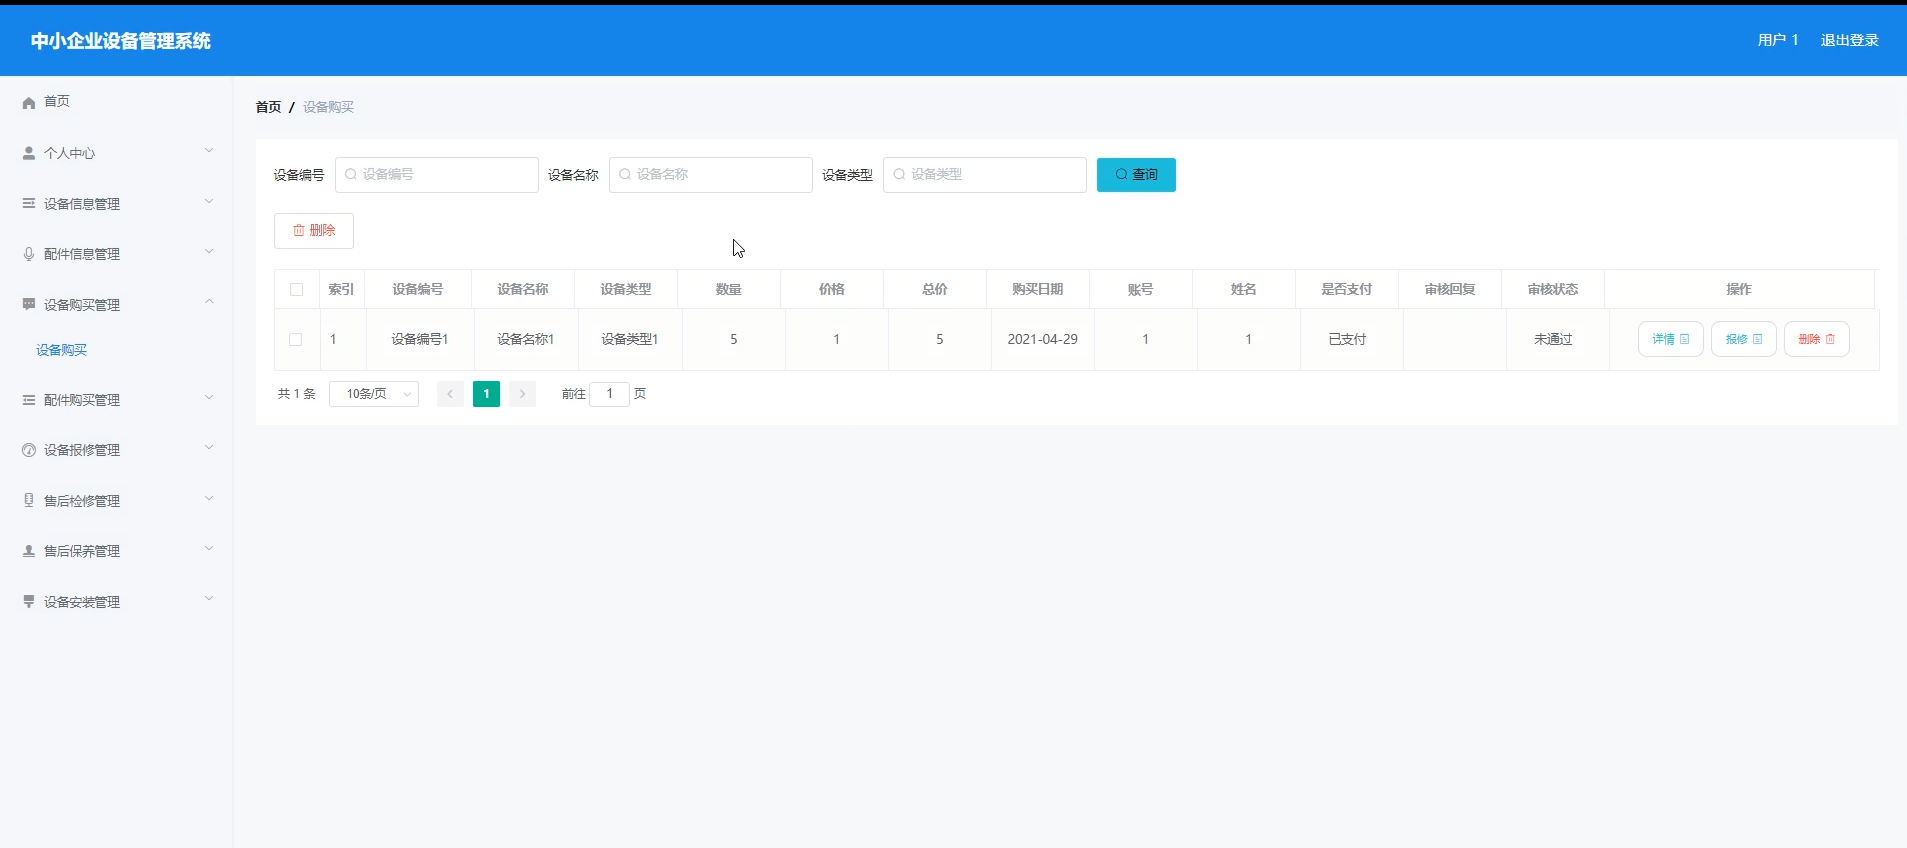 中小企业设备管理系统
用户 1 退出登录
首页
个人中心
设备信息管理
配件信息管理
设备购买管理
设备购买
配件购买管理
设备报修管理
售后检修管理
售后保养管理
设备安装管理
首页 / 设备购买
设备编号 设备编号 设备名称 设备名称 设备类型 设备类型 查询
删除
索引 设备编号 设备名称 设备类型 数量 价格 总价 购买日期 账号 姓名 是否支付 审核回复 审核状态 操作
1 设备编号1 设备名称1 设备类型1 5 1 5 2021-04-29 1 1 已支付 未通过 详情 报修 删除
共 1 条 10条/页 1 前往 1 页